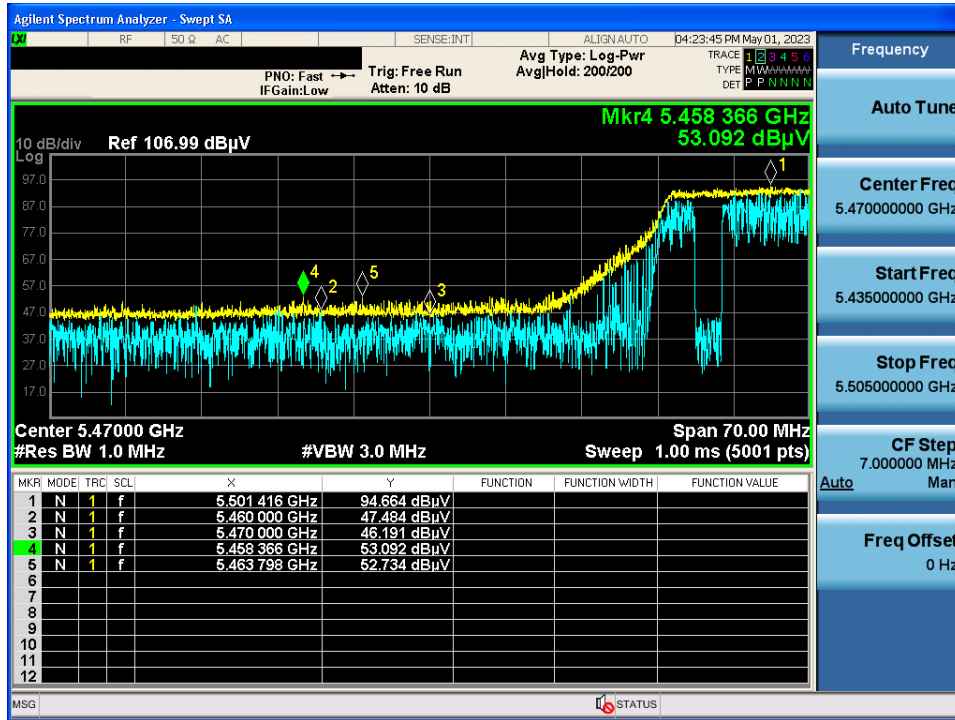 Agilent Spectrum Analyzer - Swept SA
LXI RF 50 Ω AC SENSE:INT ALIGN AUTO 04:23:45 PM May 01, 2023
PNO: Fast Trig: Free Run Avg Type: Log-Pwr TRACE 1 2 3 4 5 6
IFGain:Low Atten: 10 dB Avg|Hold: 200/200 TYPE M W
DET P P N N N N
Mkr4 5.458 366 GHz
53.092 dBµV
10 dB/div Ref 106.99 dBµV
Log
97.0
87.0
77.0
67.0
57.0
47.0
37.0
27.0
17.0
1
4
2
5
3
Center 5.47000 GHz Span 70.00 MHz
#Res BW 1.0 MHz #VBW 3.0 MHz Sweep 1.00 ms (5001 pts)
MKR MODE TRC SCL X Y FUNCTION FUNCTION WIDTH FUNCTION VALUE
1 N 1 f 5.501 416 GHz 94.664 dBµV
2 N 1 f 5.460 000 GHz 47.484 dBµV
3 N 1 f 5.470 000 GHz 46.191 dBµV
4 N 1 f 5.458 366 GHz 53.092 dBµV
5 N 1 f 5.463 798 GHz 52.734 dBµV
6
7
8
9
10
11
12
MSG STATUS
Frequency
Auto Tune
Center Freq
5.470000000 GHz
Start Freq
5.435000000 GHz
Stop Freq
5.505000000 GHz
CF Step
7.000000 MHz
Auto Man
Freq Offset
0 Hz